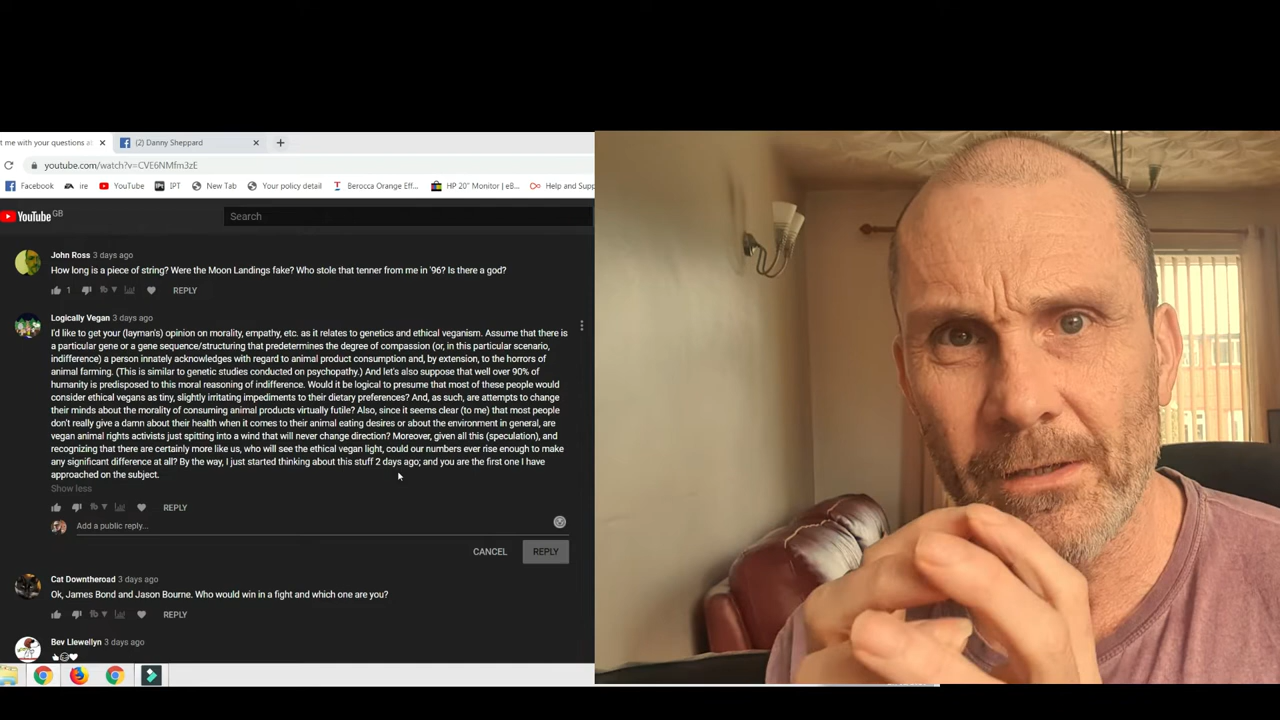 t me with your questions a
(2) Danny Sheppard
youtube.com/watch?v=CVE6NMfm3zE
Facebook
ire
YouTube
IPT
New Tab
Your policy detail
Berocca Orange Eff...
HP 20" Monitor | eB...
Help and Supp
YouTube GB
Search
John Ross 3 days ago
How long is a piece of string? Were the Moon Landings fake? Who stole that tenner from me in '96? Is there a god?
1
REPLY
Logically Vegan 3 days ago
I'd like to get your (layman's) opinion on morality, empathy, etc. as it relates to genetics and ethical veganism. Assume that there is
a particular gene or a gene sequence/structuring that predetermines the degree of compassion (or, in this particular scenario,
indifference) a person innately acknowledges with regard to animal product consumption and, by extension, to the horrors of
animal farming. (This is similar to genetic studies conducted on psychopathy.) And let's also suppose that well over 90% of
humanity is predisposed to this moral reasoning of indifference. Would it be logical to presume that most of these people would
consider ethical vegans as tiny, slightly irritating impediments to their dietary preferences? And, as such, are attempts to change
their minds about the morality of consuming animal products virtually futile? Also, since it seems clear (to me) that most people
don't really give a damn about their health when it comes to their animal eating desires or about the environment in general, are
vegan animal rights activists just spitting into a wind that will never change direction? Moreover, given all this (speculation), and
recognizing that there are certainly more like us, who will see the ethical vegan light, could our numbers ever rise enough to make
any significant difference at all? By the way, I just started thinking about this stuff 2 days ago; and you are the first one I have
approached on the subject.
Show less
REPLY
Add a public reply...
CANCEL
REPLY
Cat Downtheroad 3 days ago
Ok, James Bond and Jason Bourne. Who would win in a fight and which one are you?
REPLY
Bev Llewellyn 3 days ago